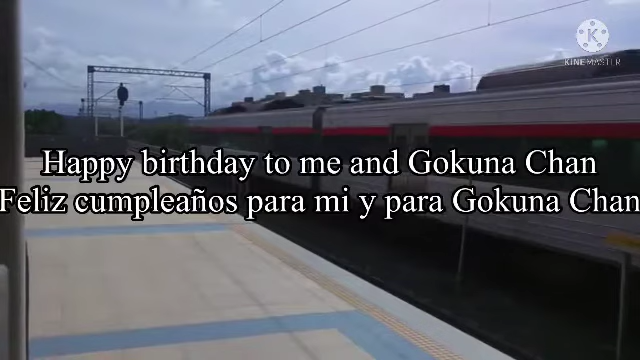 KINEMASTER
Happy birthday to me and Gokuna Chan
Feliz cumpleaños para mi y para Gokuna Chan